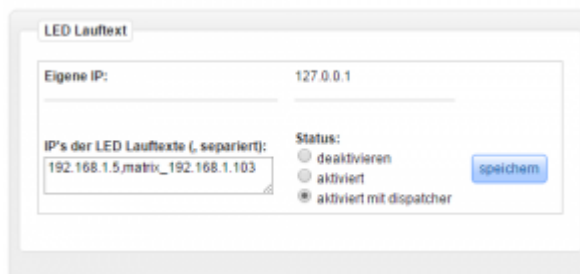 LED Lauftext
Eigene IP: 127.0.0.1
IP's der LED Lauftexte (, separiert):
192.168.1.5,matrix_192.168.1.103
Status:
deaktivieren
aktiviert
aktiviert mit dispatcher
speichern